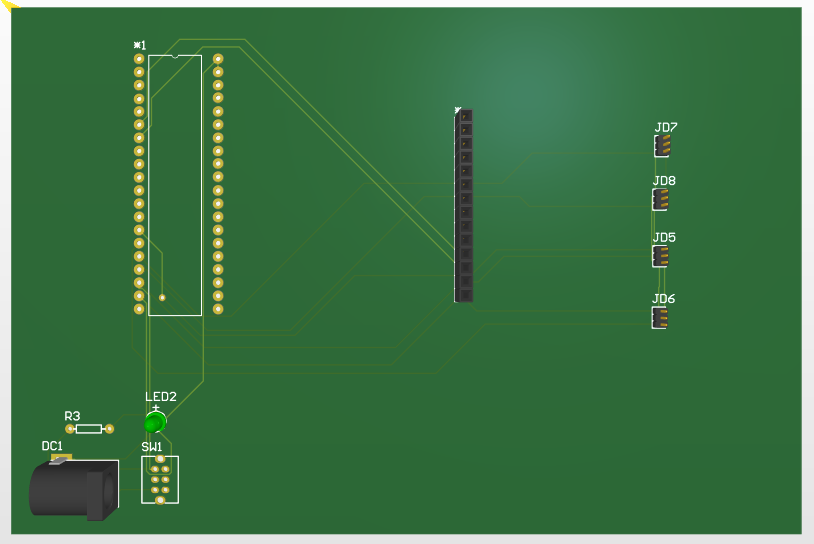 *1
JD7
JD8
JD5
JD6
LED2
+
R3
DC1
SW1